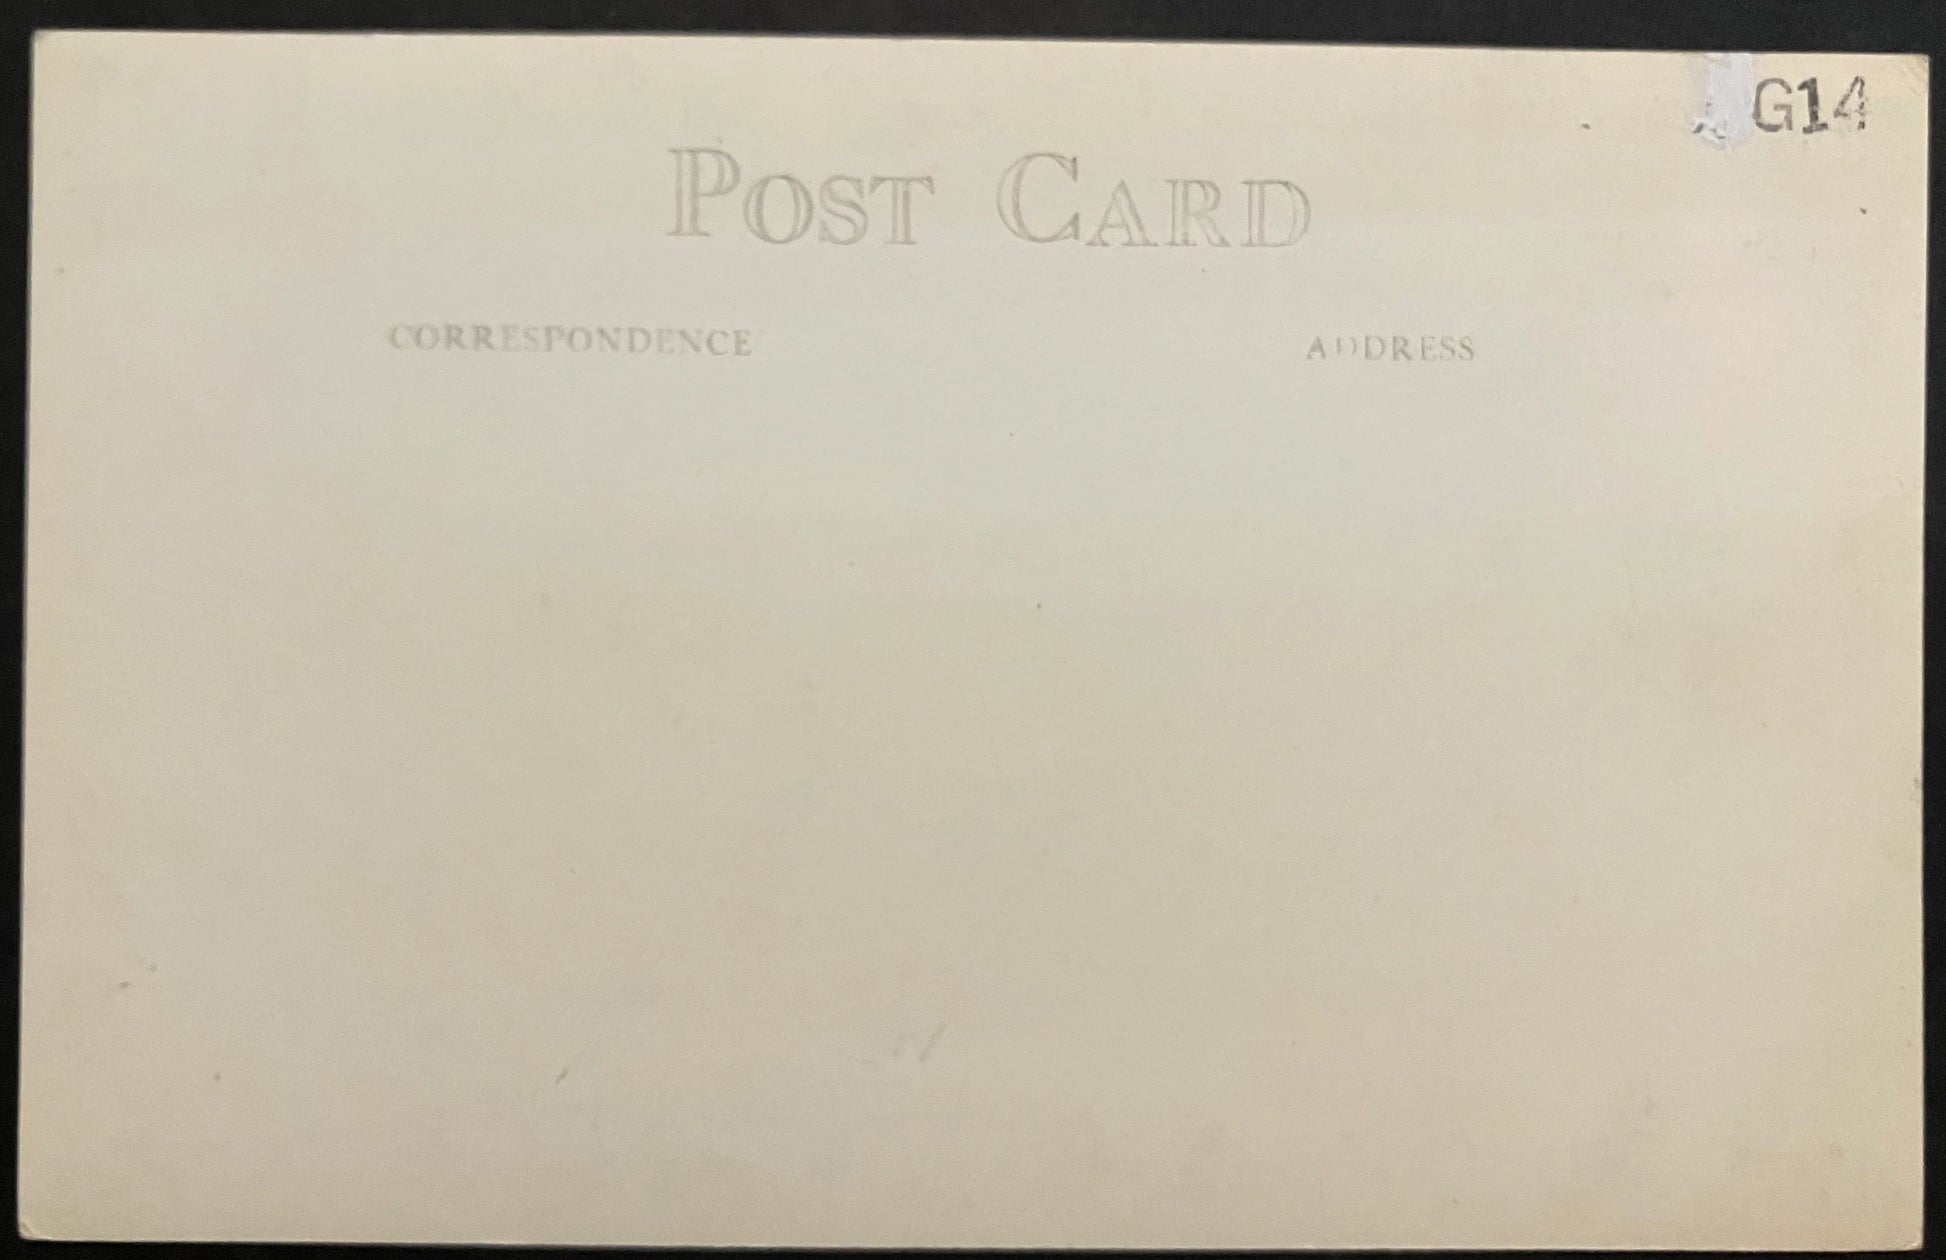 G14
POST CARD
CORRESPONDENCE
ADDRESS